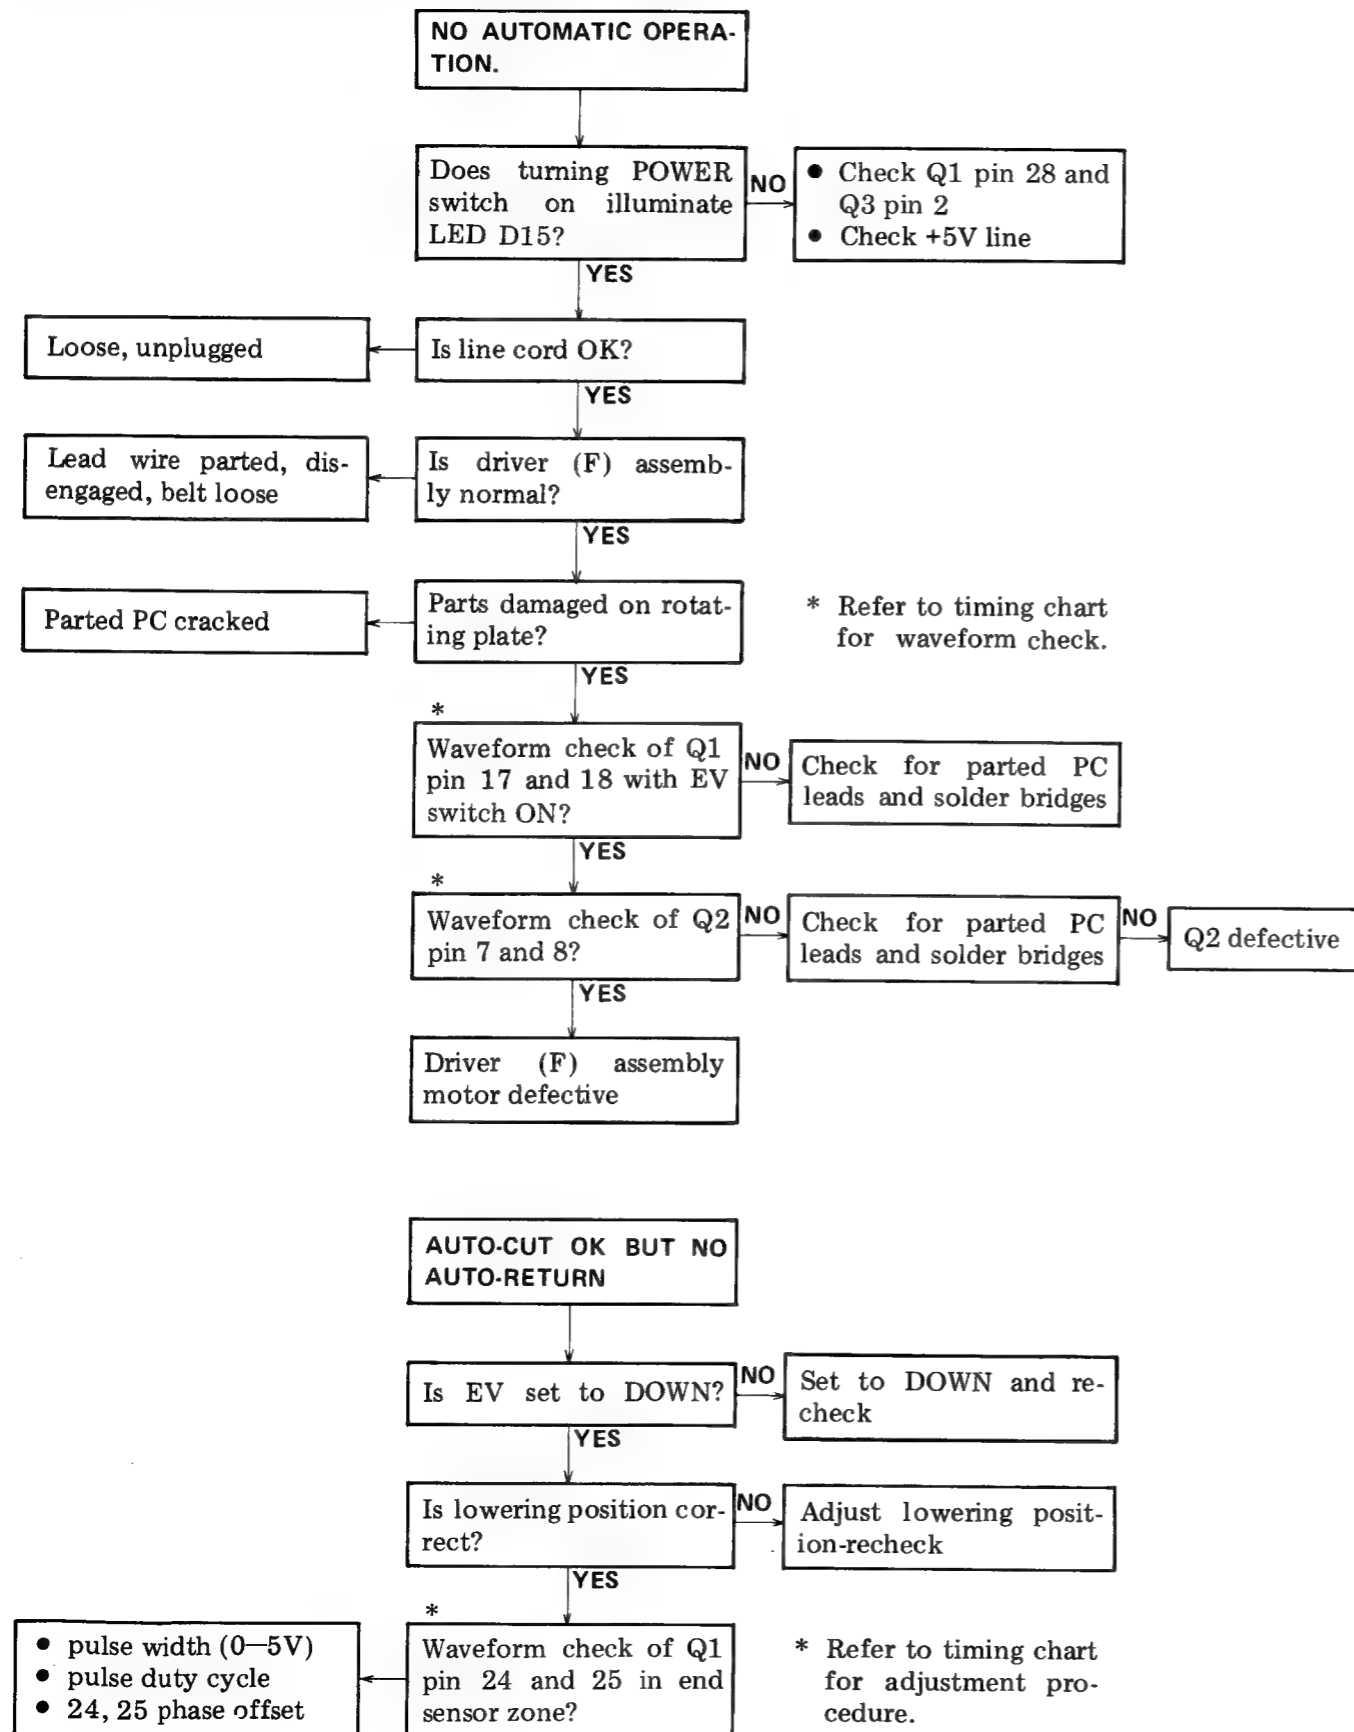 NO AUTOMATIC OPERA-
TION.
Does turning POWER
switch on illuminate
LED D15?
NO
● Check Q1 pin 28 and
Q3 pin 2
● Check +5V line
YES
Loose, unplugged
Is line cord OK?
YES
Lead wire parted, dis-
engaged, belt loose
Is driver (F) assemb-
ly normal?
YES
Parted PC cracked
Parts damaged on rotat-
ing plate?
* Refer to timing chart
for waveform check.
YES
*
Waveform check of Q1
pin 17 and 18 with EV
switch ON?
NO
Check for parted PC
leads and solder bridges
YES
*
Waveform check of Q2
pin 7 and 8?
NO
Check for parted PC
leads and solder bridges
NO
Q2 defective
YES
Driver (F) assembly
motor defective
AUTO-CUT OK BUT NO
AUTO-RETURN
Is EV set to DOWN?
NO
Set to DOWN and re-
check
YES
Is lowering position cor-
rect?
NO
Adjust lowering posit-
ion-recheck
YES
*
● pulse width (0—5V)
● pulse duty cycle
● 24, 25 phase offset
Waveform check of Q1
pin 24 and 25 in end
sensor zone?
* Refer to timing chart
for adjustment pro-
cedure.